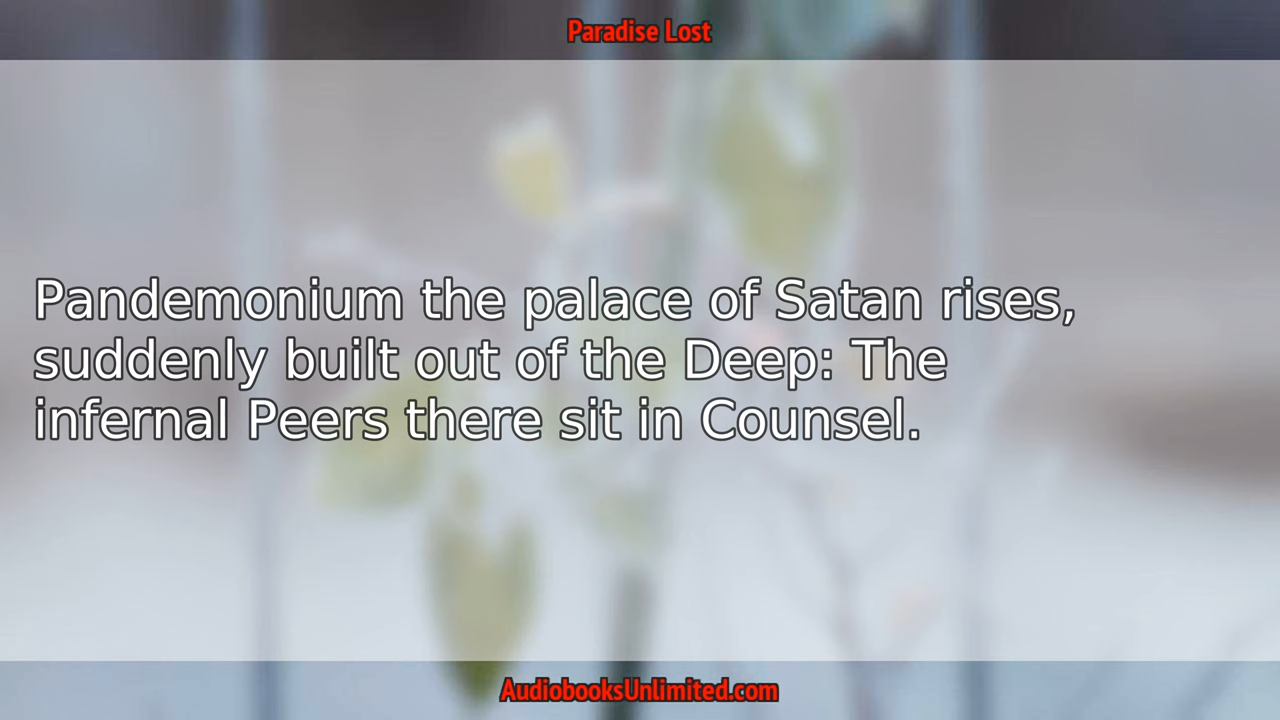 Paradise Lost
Pandemonium the palace of Satan rises,
suddenly built out of the Deep: The
infernal Peers there sit in Counsel.
AudiobooksUnlimited.com